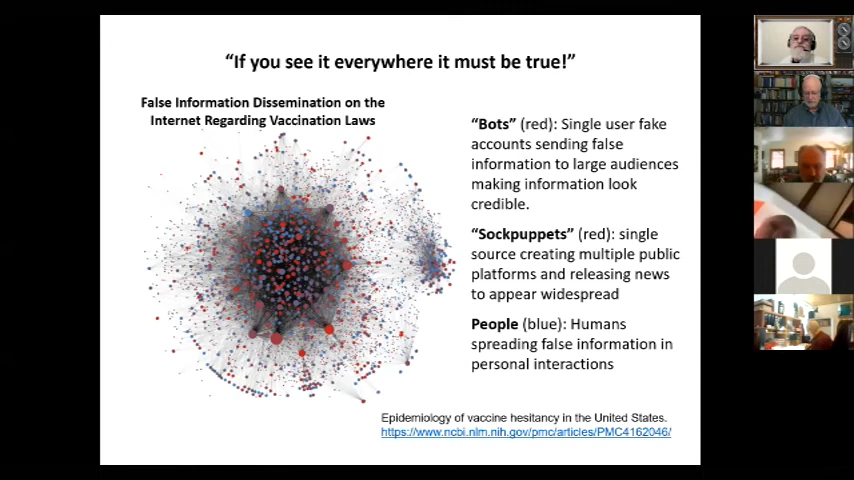 “If you see it everywhere it must be true!”
False Information Dissemination on the
Internet Regarding Vaccination Laws
“Bots” (red): Single user fake
accounts sending false
information to large audiences
making information look
credible.
“Sockpuppets” (red): single
source creating multiple public
platforms and releasing news
to appear widespread
People (blue): Humans
spreading false information in
personal interactions
Epidemiology of vaccine hesitancy in the United States.
https://www.ncbi.nlm.nih.gov/pmc/articles/PMC4162046/